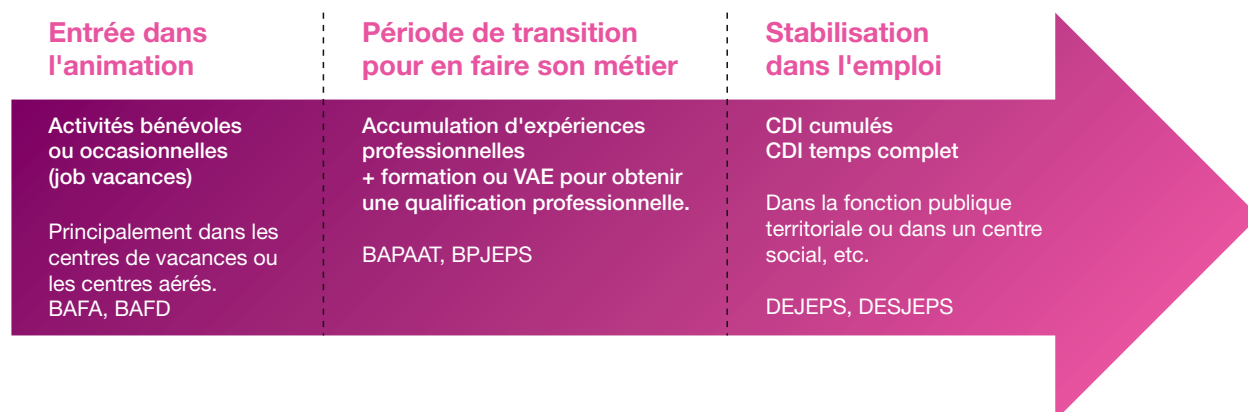 Entrée dans
l'animation
Activités bénévoles
ou occasionnelles
(job vacances)
Principalement dans les
centres de vacances ou
les centres aérés.
BAFA, BAFD
Période de transition
pour en faire son métier
Accumulation d'expériences
professionnelles
+ formation ou VAE pour obtenir
une qualification professionnelle.
BAPAAT, BPJEPS
Stabilisation
dans l'emploi
CDI cumulés
CDI temps complet
Dans la fonction publique
territoriale ou dans un centre
social, etc.
DEJEPS, DESJEPS